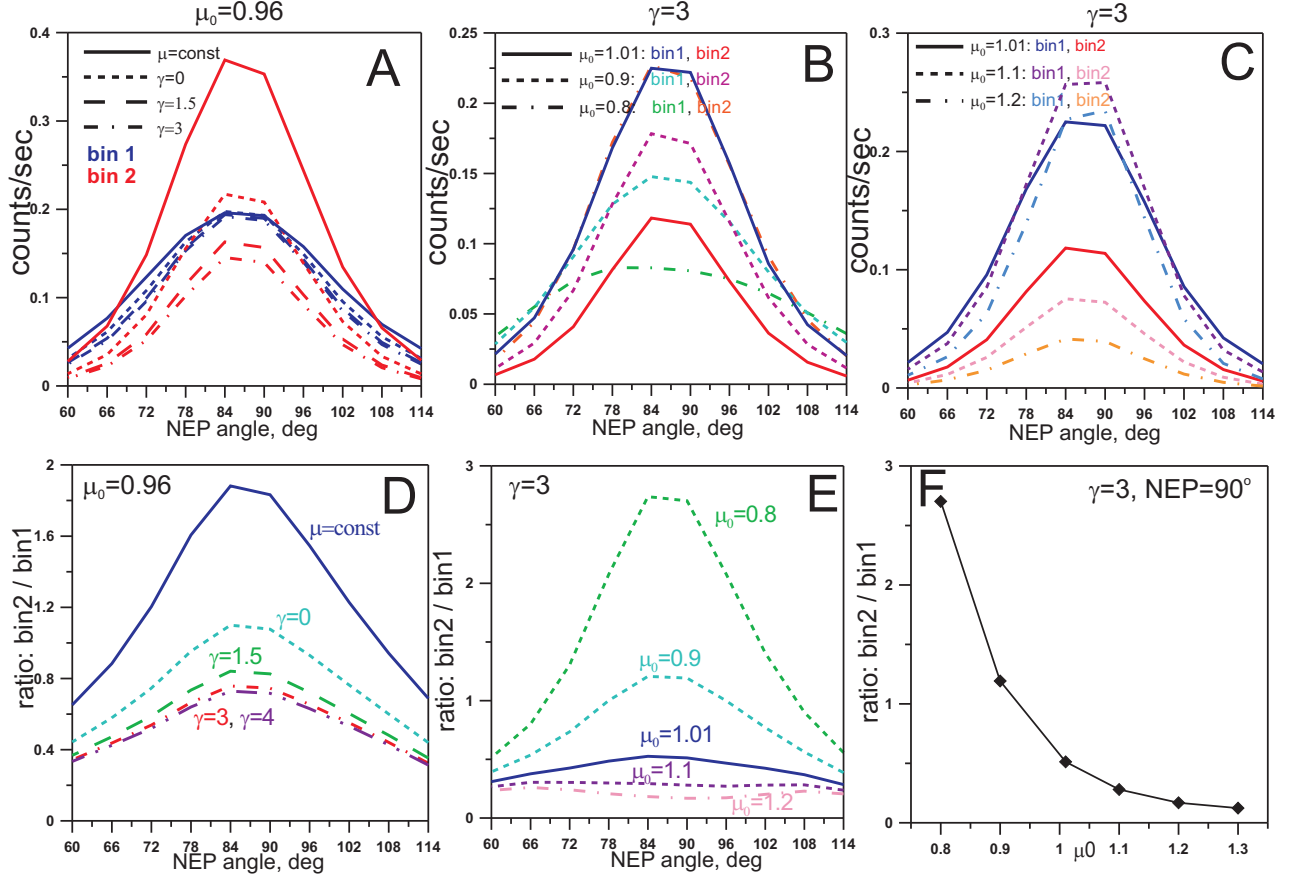 μ₀=0.96
A
μ=const
γ=0
γ=1.5
γ=3
bin 1
bin 2
counts/sec
0.4
0.3
0.2
0.1
0
60 66 72 78 84 90 96 102 108 114
NEP angle, deg
γ=3
B
μ₀=1.01: bin1, bin2
μ₀=0.9: bin1, bin2
μ₀=0.8: bin1, bin2
counts/sec
0.25
0.2
0.15
0.1
0.05
0
60 66 72 78 84 90 96 102 108 114
NEP angle, deg
γ=3
C
μ₀=1.01: bin1, bin2
μ₀=1.1: bin1, bin2
μ₀=1.2: bin1, bin2
counts/sec
0.3
0.2
0.1
0
60 66 72 78 84 90 96 102 108 114
NEP angle, deg
μ₀=0.96
D
μ=const
γ=0
γ=1.5
γ=3, γ=4
ratio: bin2 / bin1
2
1.6
1.2
0.8
0.4
0
60 66 72 78 84 90 96 102 108 114
NEP angle, deg
γ=3
E
μ₀=0.8
μ₀=0.9
μ₀=1.01
μ₀=1.1
μ₀=1.2
ratio: bin2 / bin1
3
2
1
0
60 66 72 78 84 90 96 102 108 114
NEP angle, deg
F
γ=3, NEP=90°
ratio: bin2 / bin1
3
2
1
0
0.8 0.9 1 1.1 1.2 1.3
μ0